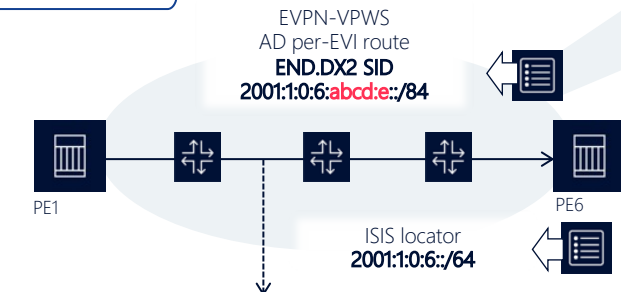 EVPN-VPWS
AD per-EVI route
END.DX2 SID
2001:1:0:6:abcd:e::/84
PE1
PE6
ISIS locator
2001:1:0:6::/64